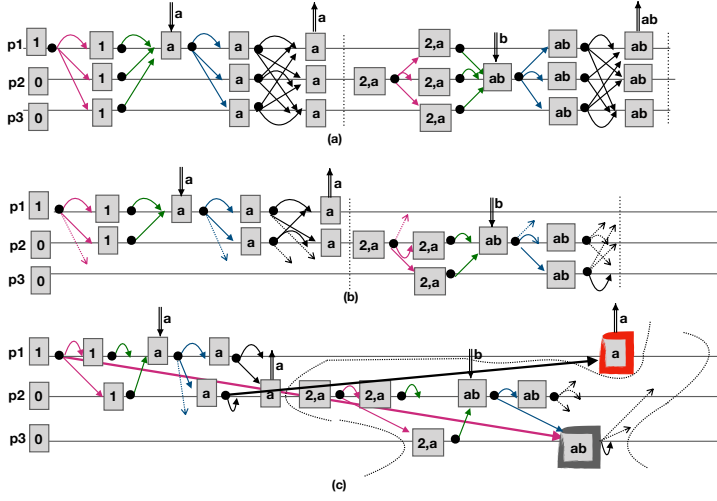 a
ab
p1 1 1 a a a 2,a b ab ab
p2 0 1 a a 2,a 2,a ab ab ab
p3 0 1 a a 2,a ab ab
(a)
a
a
p1 1 1 a a a b
p2 0 1 a a 2,a 2,a ab ab
p3 0 2,a
(b)
a
a
p1 1 1 a a a b a
p2 0 1 a a 2,a 2,a ab ab
p3 0 2,a ab
(c)